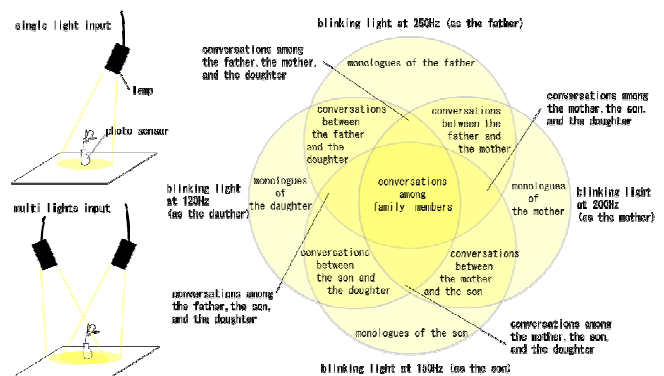 single light input
lamp
photo sensor
multi lights input
blinking light at 250Hz (as the father)
conversations among
the father, the mother,
and the daughter
monologues of the father
conversations among
the mother, the son,
and the daughter
conversations
between
the father
and the
daughter
conversations
between the
father and
the mother
blinking light
at 120Hz
(as the dauther)
monologues
of
the daughter
conversations
among
family members
monologues
of
the mother
blinking light
at 200Hz
(as the mother)
conversations
between
the son and
the daughter
conversations
between
the mother
and the son
conversations among
the father, the son,
and the daughter
monologues of the son
conversations among
the mother, the son,
and the daughter
blinking light at 150Hz (as the son)